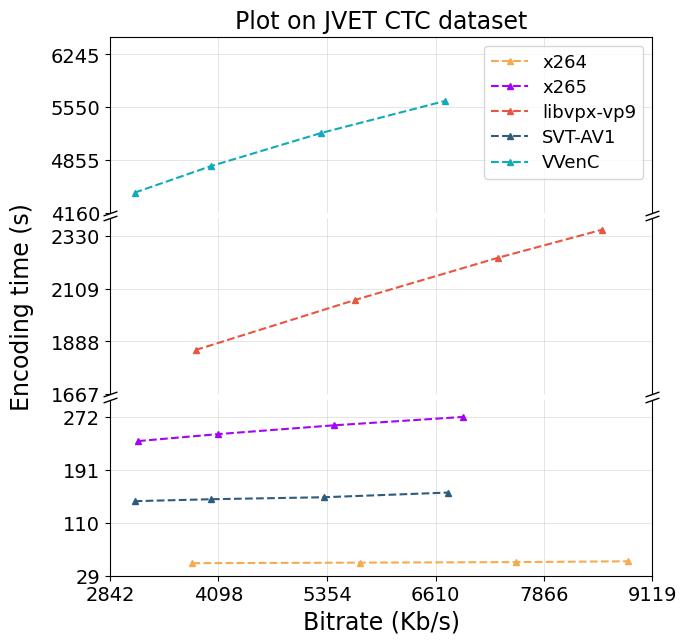 Plot on JVET CTC dataset
x264
x265
libvpx-vp9
SVT-AV1
VVenC
Encoding time (s)
6245
5550
4855
4160
2330
2109
1888
1667
272
191
110
29
2842 4098 5354 6610 7866 9119
Bitrate (Kb/s)